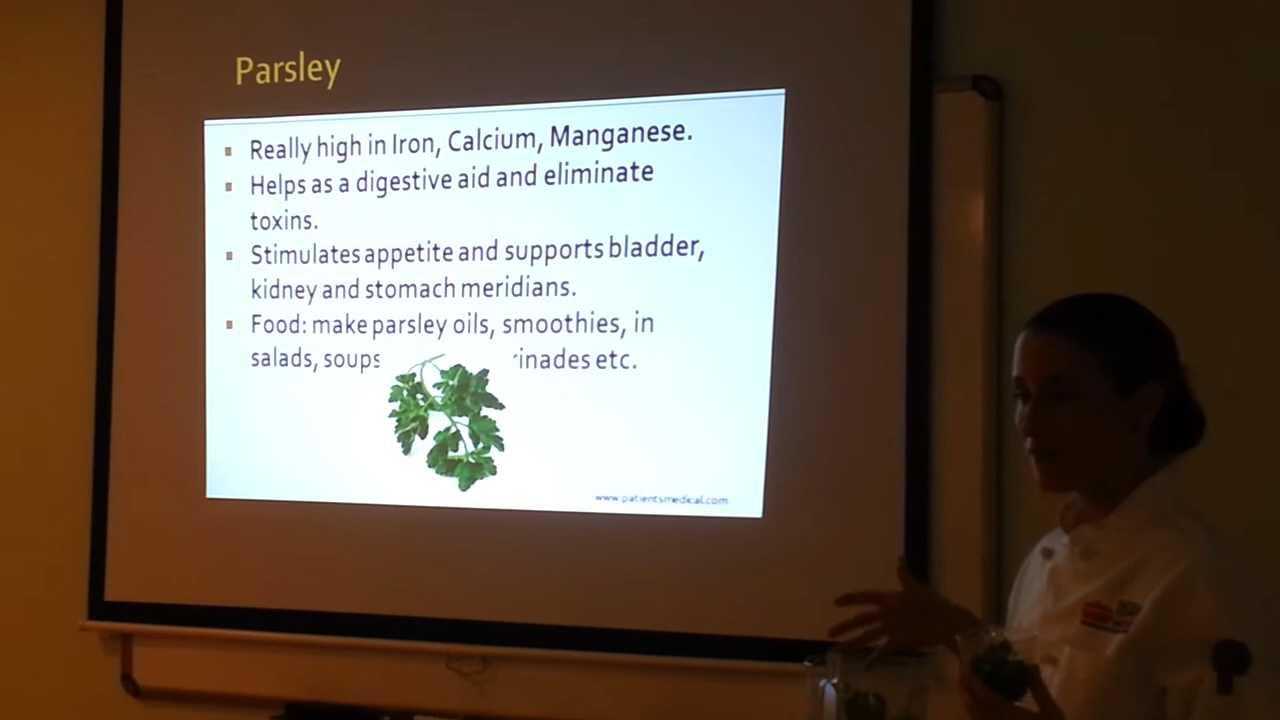 Parsley
Really high in Iron, Calcium, Manganese.
Helps as a digestive aid and eliminate
toxins.
Stimulates appetite and supports bladder,
kidney and stomach meridians.
Food: make parsley oils, smoothies, in
salads, soups rinades etc.
www.patientsmedical.com